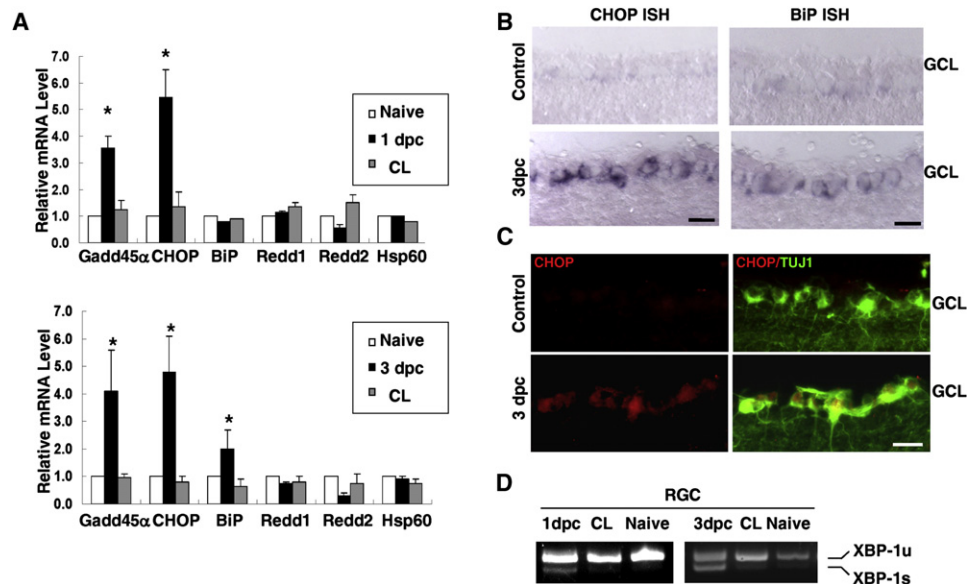 A
Relative mRNA Level
7.0
6.0
5.0
4.0
3.0
2.0
1.0
0.0
*
*
Naive
1 dpc
CL
Gadd45α CHOP BiP Redd1 Redd2 Hsp60
Relative mRNA Level
7.0
6.0
5.0
4.0
3.0
2.0
1.0
0.0
*
*
*
Naive
3 dpc
CL
Gadd45α CHOP BiP Redd1 Redd2 Hsp60
B
CHOP ISH
BiP ISH
Control
GCL
3dpc
GCL
C
CHOP
CHOP/TUJ1
Control
GCL
3 dpc
GCL
D
RGC
1dpc CL Naive
3dpc CL Naive
XBP-1u
XBP-1s